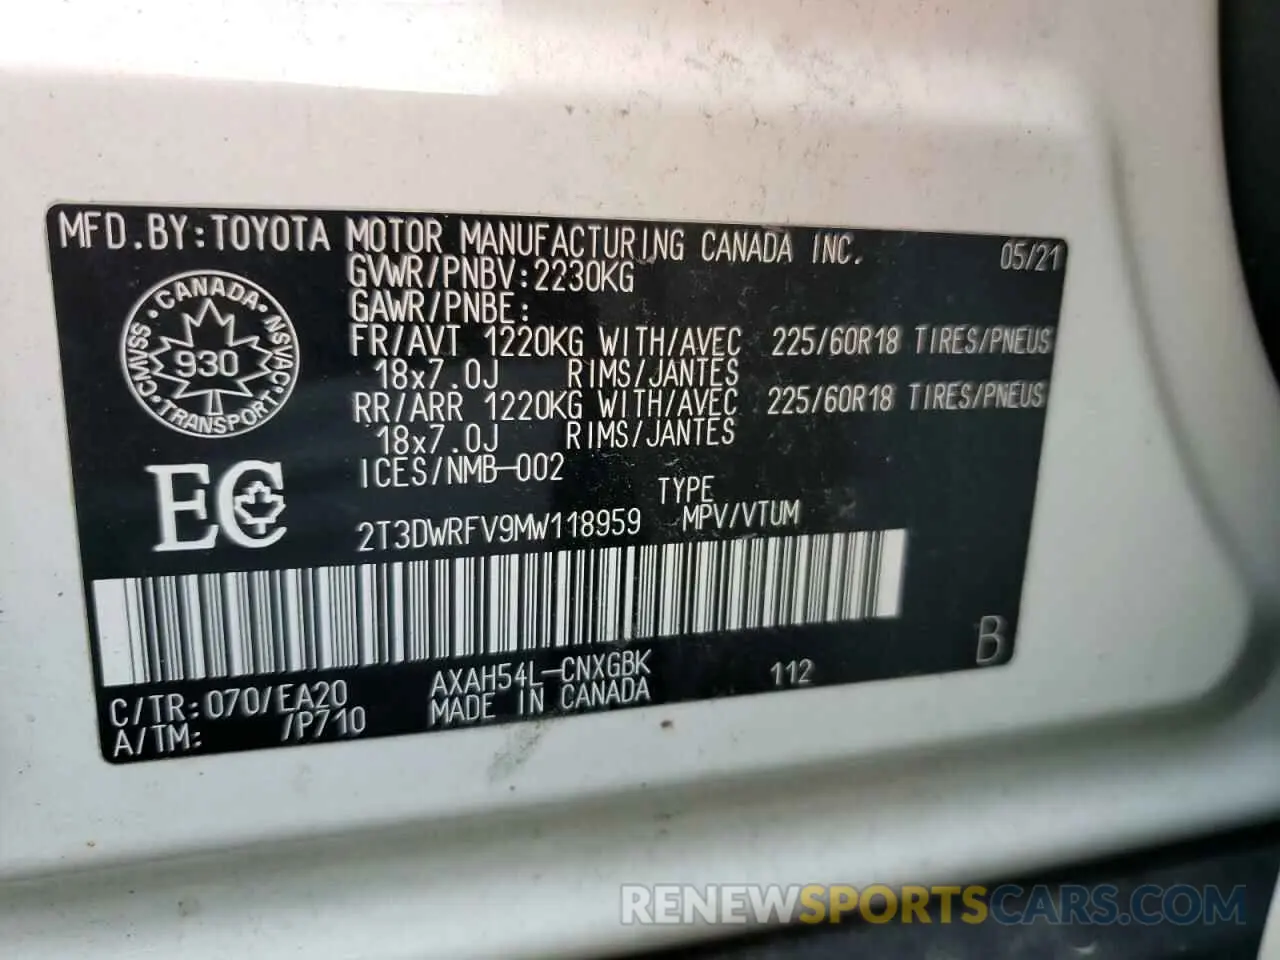 MFD.BY:TOYOTA MOTOR MANUFACTURING CANADA INC. 05/21
GVWR/PNBV:2230KG
GAWR/PNBE:
FR/AVT 1220KG WITH/AVEC 225/60R18 TIRES/PNEUS
18x7.0J RIMS/JANTES
RR/ARR 1220KG WITH/AVEC 225/60R18 TIRES/PNEUS
18x7.0J RIMS/JANTES
ICES/NMB-002
CANADA
CMVSS
NSVAC
930
TRANSPORT
EC
TYPE
2T3DWRFV9MW118959 MPV/VTUM
B
C/TR:070/EA20 AXAH54L-CNXGBK 112
A/TM: /P710 MADE IN CANADA
RENEWSPORTSCARS.COM